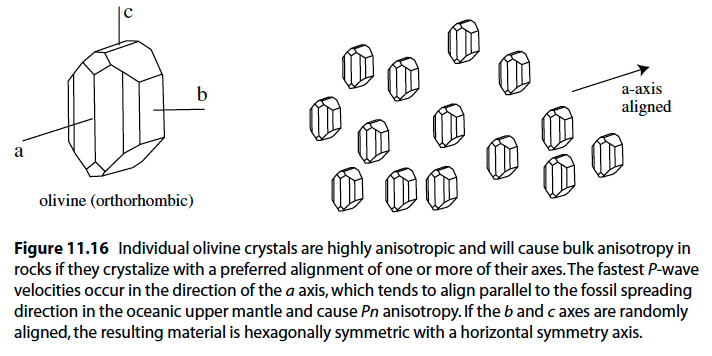 c
b
a
olivine (orthorhombic)
a-axis
aligned
Figure 11.16 Individual olivine crystals are highly anisotropic and will cause bulk anisotropy in
rocks if they crystalize with a preferred alignment of one or more of their axes. The fastest P-wave
velocities occur in the direction of the a axis, which tends to align parallel to the fossil spreading
direction in the oceanic upper mantle and cause Pn anisotropy. If the b and c axes are randomly
aligned, the resulting material is hexagonally symmetric with a horizontal symmetry axis.